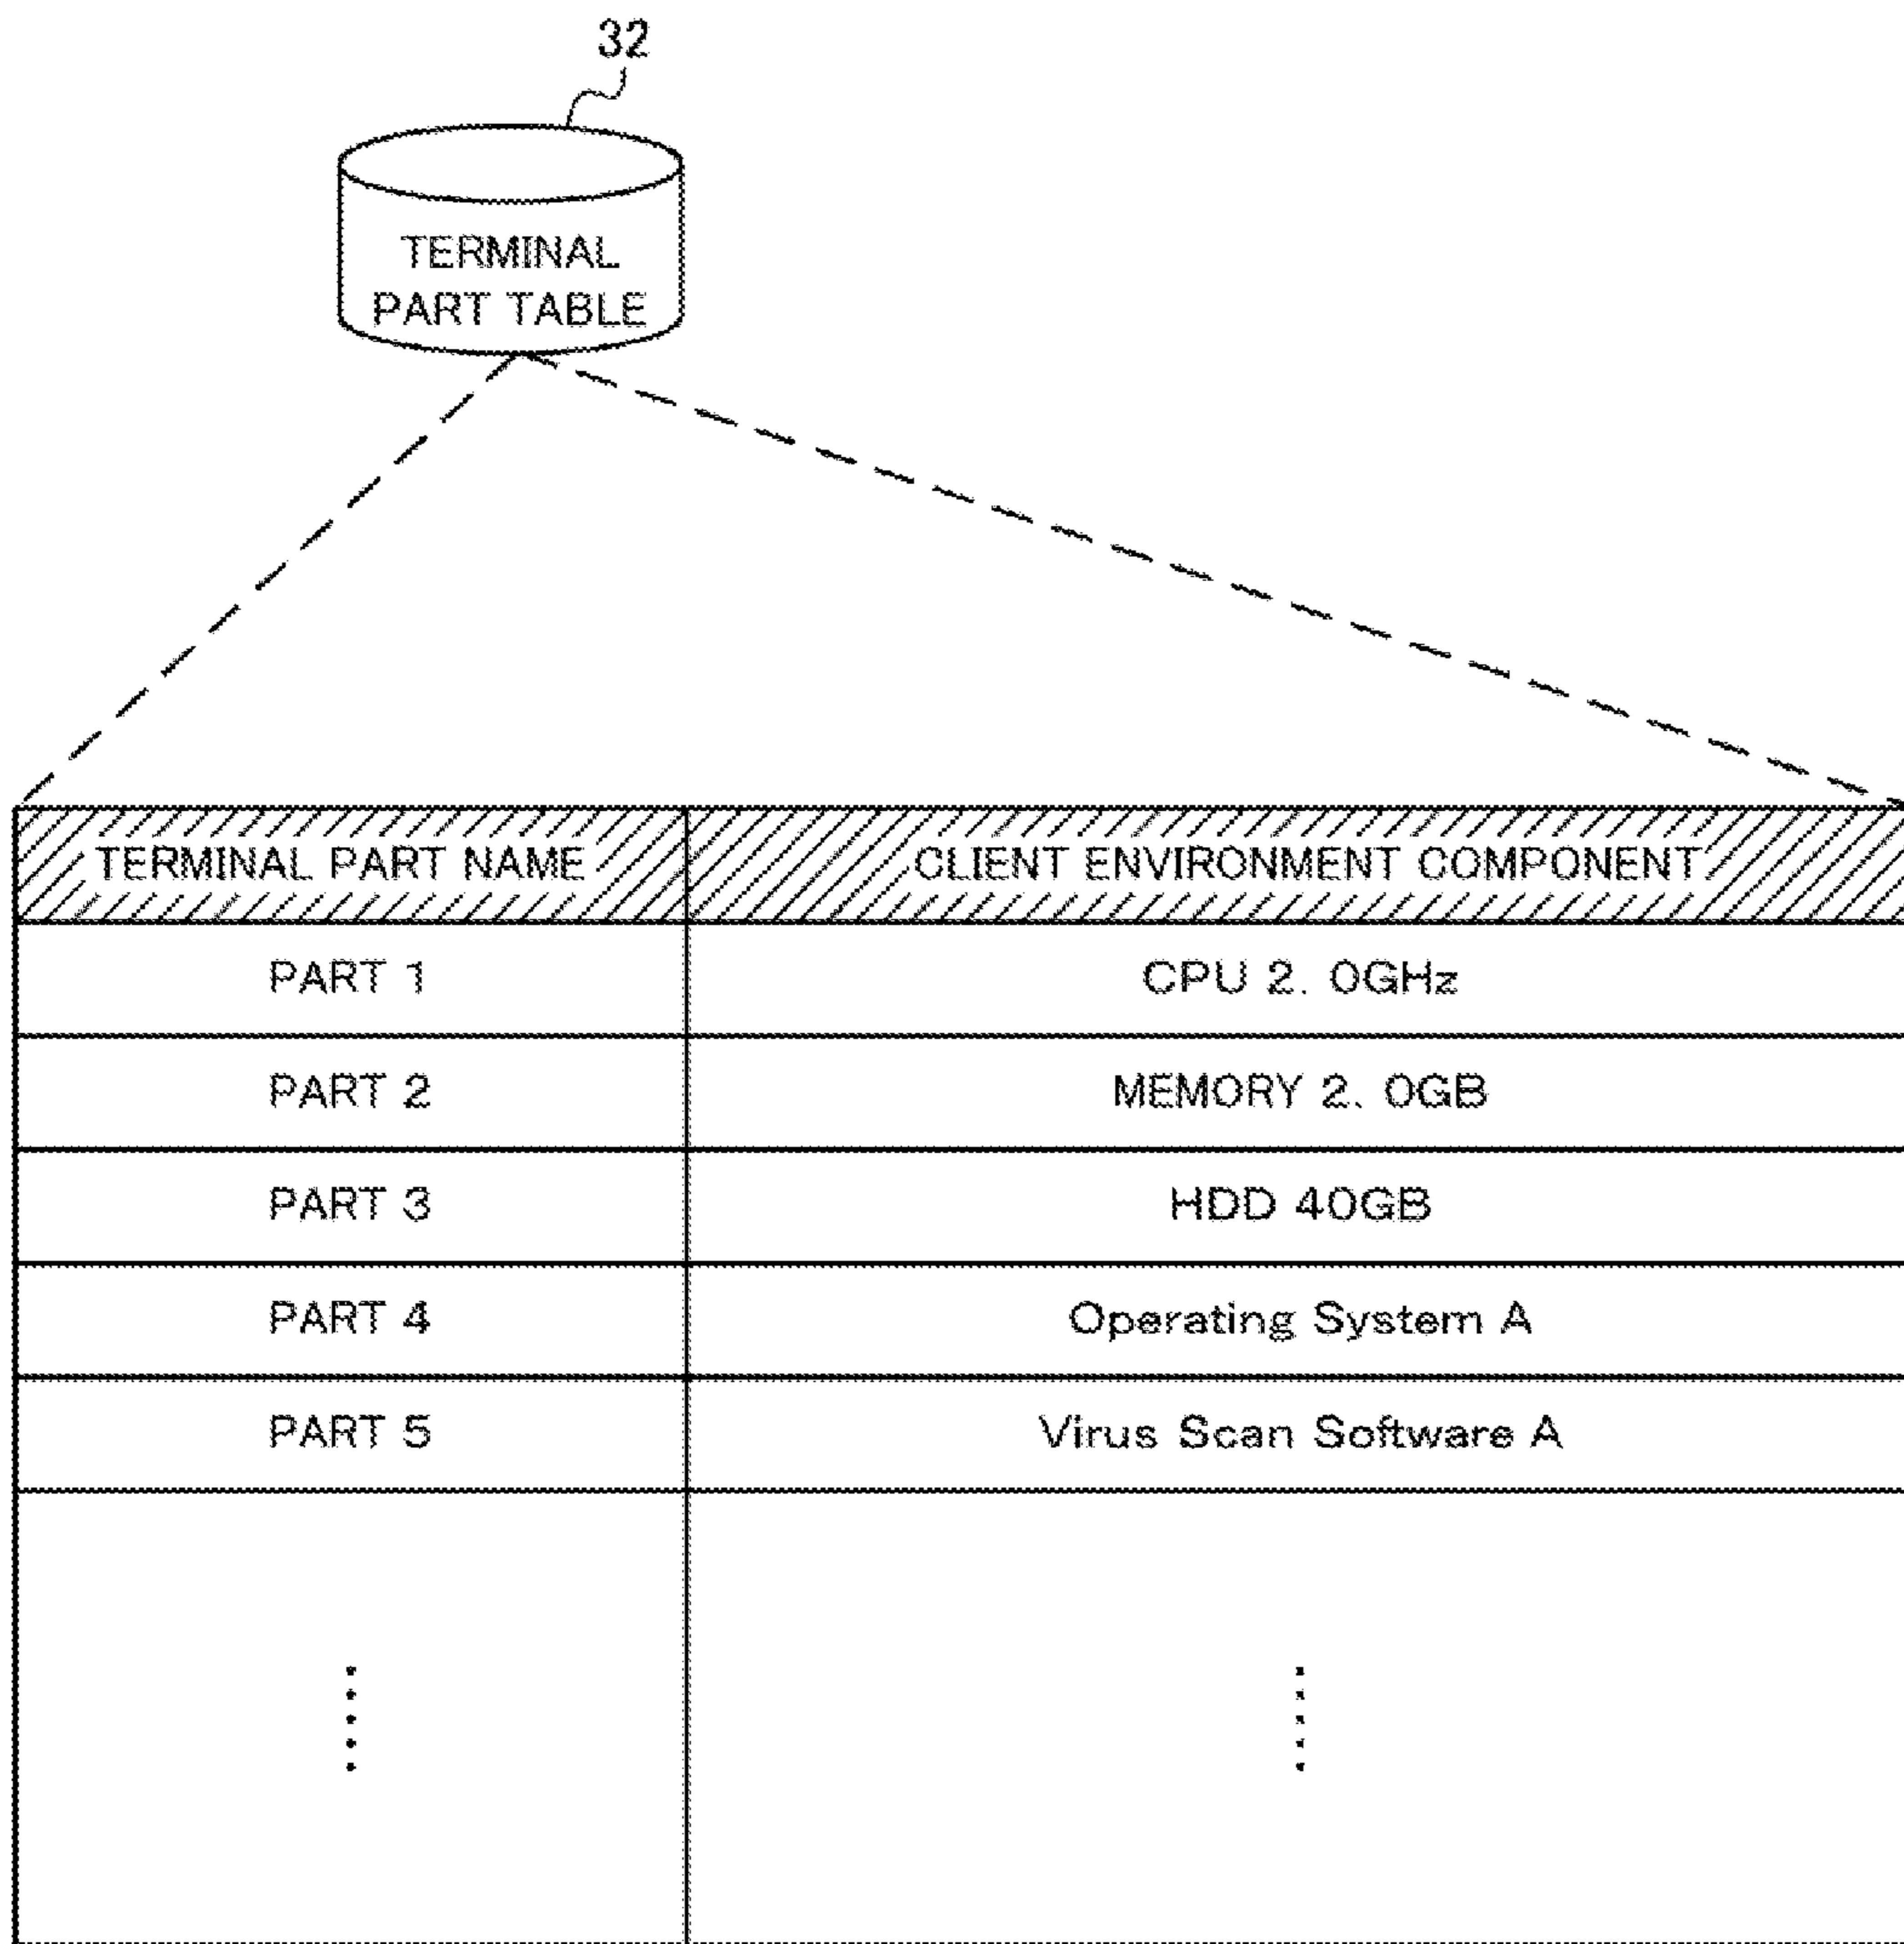 32
TERMINAL
PART TABLE
TERMINAL PART NAME CLIENT ENVIRONMENT COMPONENT
PART 1 CPU 2. 0GHz
PART 2 MEMORY 2. 0GB
PART 3 HDD 40GB
PART 4 Operating System A
PART 5 Virus Scan Software A